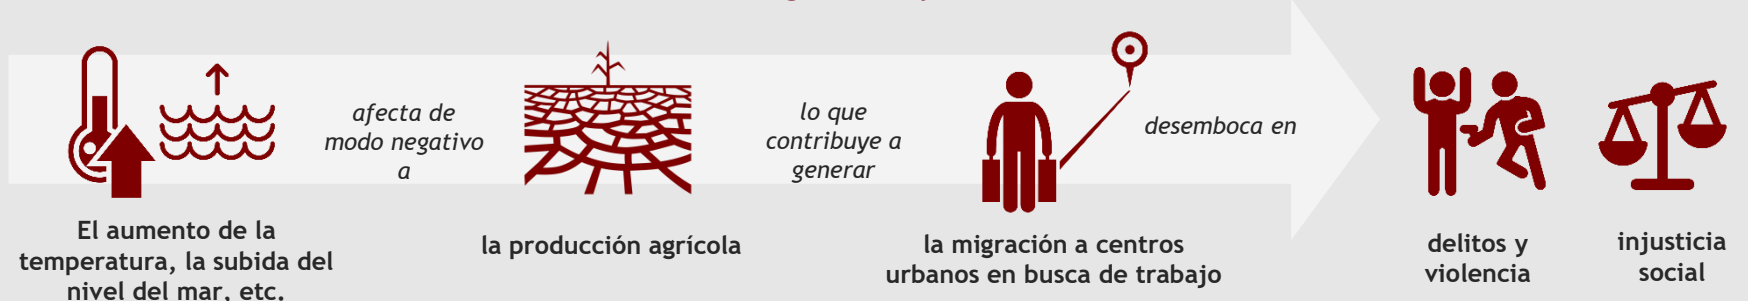 afecta de
modo negativo
a
lo que
contribuye a
generar
desemboca en
El aumento de la
temperatura, la subida del
nivel del mar, etc.
la producción agrícola
la migración a centros
urbanos en busca de trabajo
delitos y
violencia
injusticia
social